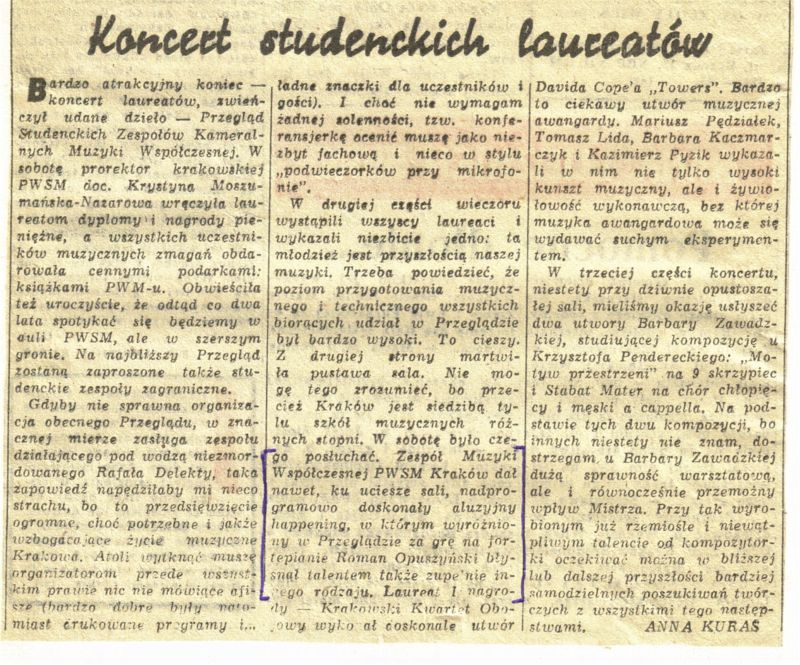 Koncert studenckich laureatów
Bardzo atrakcyjny koniec —
koncert laureatów, zwień-
czył udane dzieło — Przegląd
Studenckich Zespołów Kameral-
nych Muzyki Współczesnej. W
sobotę prorektor krakowskiej
PWSM doc. Krystyna Moszu-
mańska-Nazarowa wręczyła lau-
reatom dyplomy i nagrody pie-
niężne, a wszystkich uczestni-
ków muzycznych zmagań obda-
rowała cennymi podarkami:
książkami PWM-u. Obwieściła
też uroczyście, że odtąd co dwa
lata spotykać się będziemy w
auli PWSM, ale w szerszym
gronie. Na najbliższy Przegląd
zostaną zaproszone także stu-
denckie zespoły zagraniczne.
Gdyby nie sprawna organiza-
cja obecnego Przeglądu, w zna-
cznej mierze zasługa zespołu
działającego pod wodzą niezmor-
dowanego Rafała Delekty, taka
zapowiedź napędziłaby mi nieco
strachu, bo to przedsięwzięcie
ogromne, choć potrzebne i jakże
wzbogacające życie muzyczne
Krakowa. Atoli wytknąć muszę
organizatorom przede wszyst-
kim prawie nic nie mówiące afi-
sze (bardzo dobre były nato-
miast drukowane programy i...
ładne znaczki dla uczestników i
gości). I choć nie wymagam
żadnej solenności, tzw. konfe-
ransjerkę ocenić muszę jako nie-
zbyt fachową i nieco w stylu
„podwieczorków przy mikrofo-
nie”.
W drugiej części wieczoru
wystąpili wszyscy laureaci i
wykazali niezbicie jedno: ta
młodzież jest przyszłością naszej
muzyki. Trzeba powiedzieć, że
poziom przygotowania muzycz-
nego i technicznego wszystkich
biorących udział w Przeglądzie
był bardzo wysoki. To cieszy.
Z drugiej strony martwi-
ła pustawa sala. Nie mo-
gę tego zrozumieć, bo prze-
cież Kraków jest siedzibą ty-
lu szkół muzycznych róż-
nych stopni. W sobotę było cze-
go posłuchać. Zespół Muzyki
Współczesnej PWSM Kraków dał
nawet, ku uciesze sali, nadpro-
gramowo doskonały aluzyjny
happening, w którym wyróżnio-
ny w Przeglądzie za grę na for-
tepianie Roman Opuszyński bły-
snął talentem także zupełnie in-
nego rodzaju. Laureat I nagro-
dy — Krakowski Kwartet Obo-
jowy wykonał doskonale utwór
Davida Cope'a „Towers”. Bardzo
to ciekawy utwór muzycznej
awangardy. Mariusz Pędziałek,
Tomasz Lida, Barbara Kaczmar-
czyk i Kazimierz Pyzik wykaza-
li w nim nie tylko wysoki
kunszt muzyczny, ale i żywio-
łowość wykonawczą, bez której
muzyka awangardowa może się
wydawać suchym eksperymen-
tem.
W trzeciej części koncertu,
niestety przy dziwnie opustosza-
łej sali, mieliśmy okazję usłyszeć
dwa utwory Barbary Zawadz-
kiej, studiującej kompozycję u
Krzysztofa Pendereckiego: „Mo-
tyw przestrzeni” na 9 skrzypiec
i Stabat Mater na chór chłopię-
cy i męski a cappella. Na pod-
stawie tych dwu kompozycji, bo
innych niestety nie znam, do-
strzegam u Barbary Zawadzkiej
dużą sprawność warsztatową,
ale i równocześnie przemożny
wpływ Mistrza. Przy tak wyro-
bionym już rzemiośle i niewąt-
pliwym talencie od kompozytor-
ki oczekiwać można w bliższej
lub dalszej przyszłości bardziej
samodzielnych poszukiwań twór-
czych z wszystkimi tego następ-
stwami. ANNA KURAS